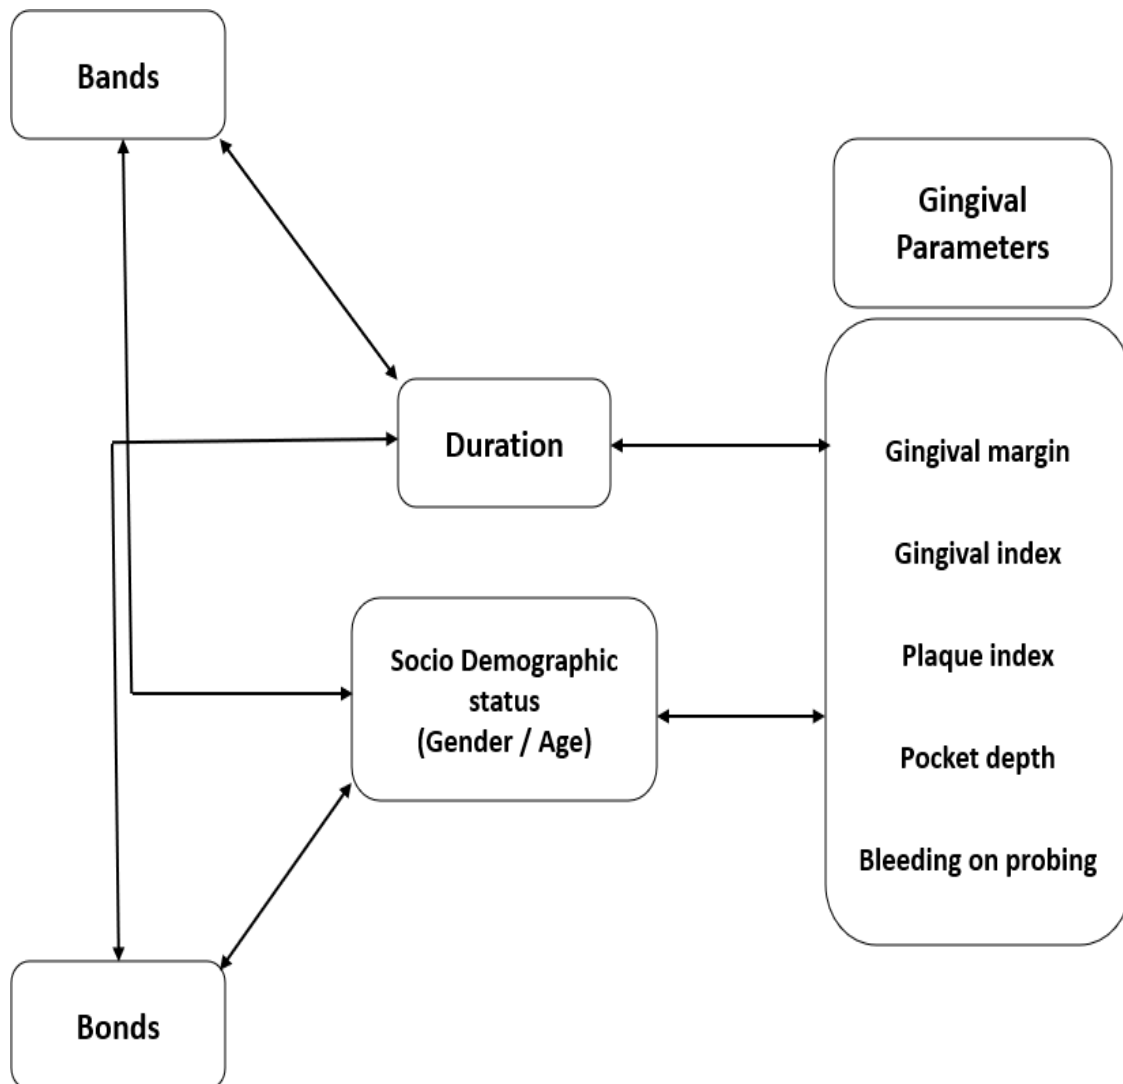 Bands
Gingival
Parameters
Duration
Gingival margin
Gingival index
Socio Demographic
status
(Gender / Age)
Plaque index
Pocket depth
Bleeding on probing
Bonds